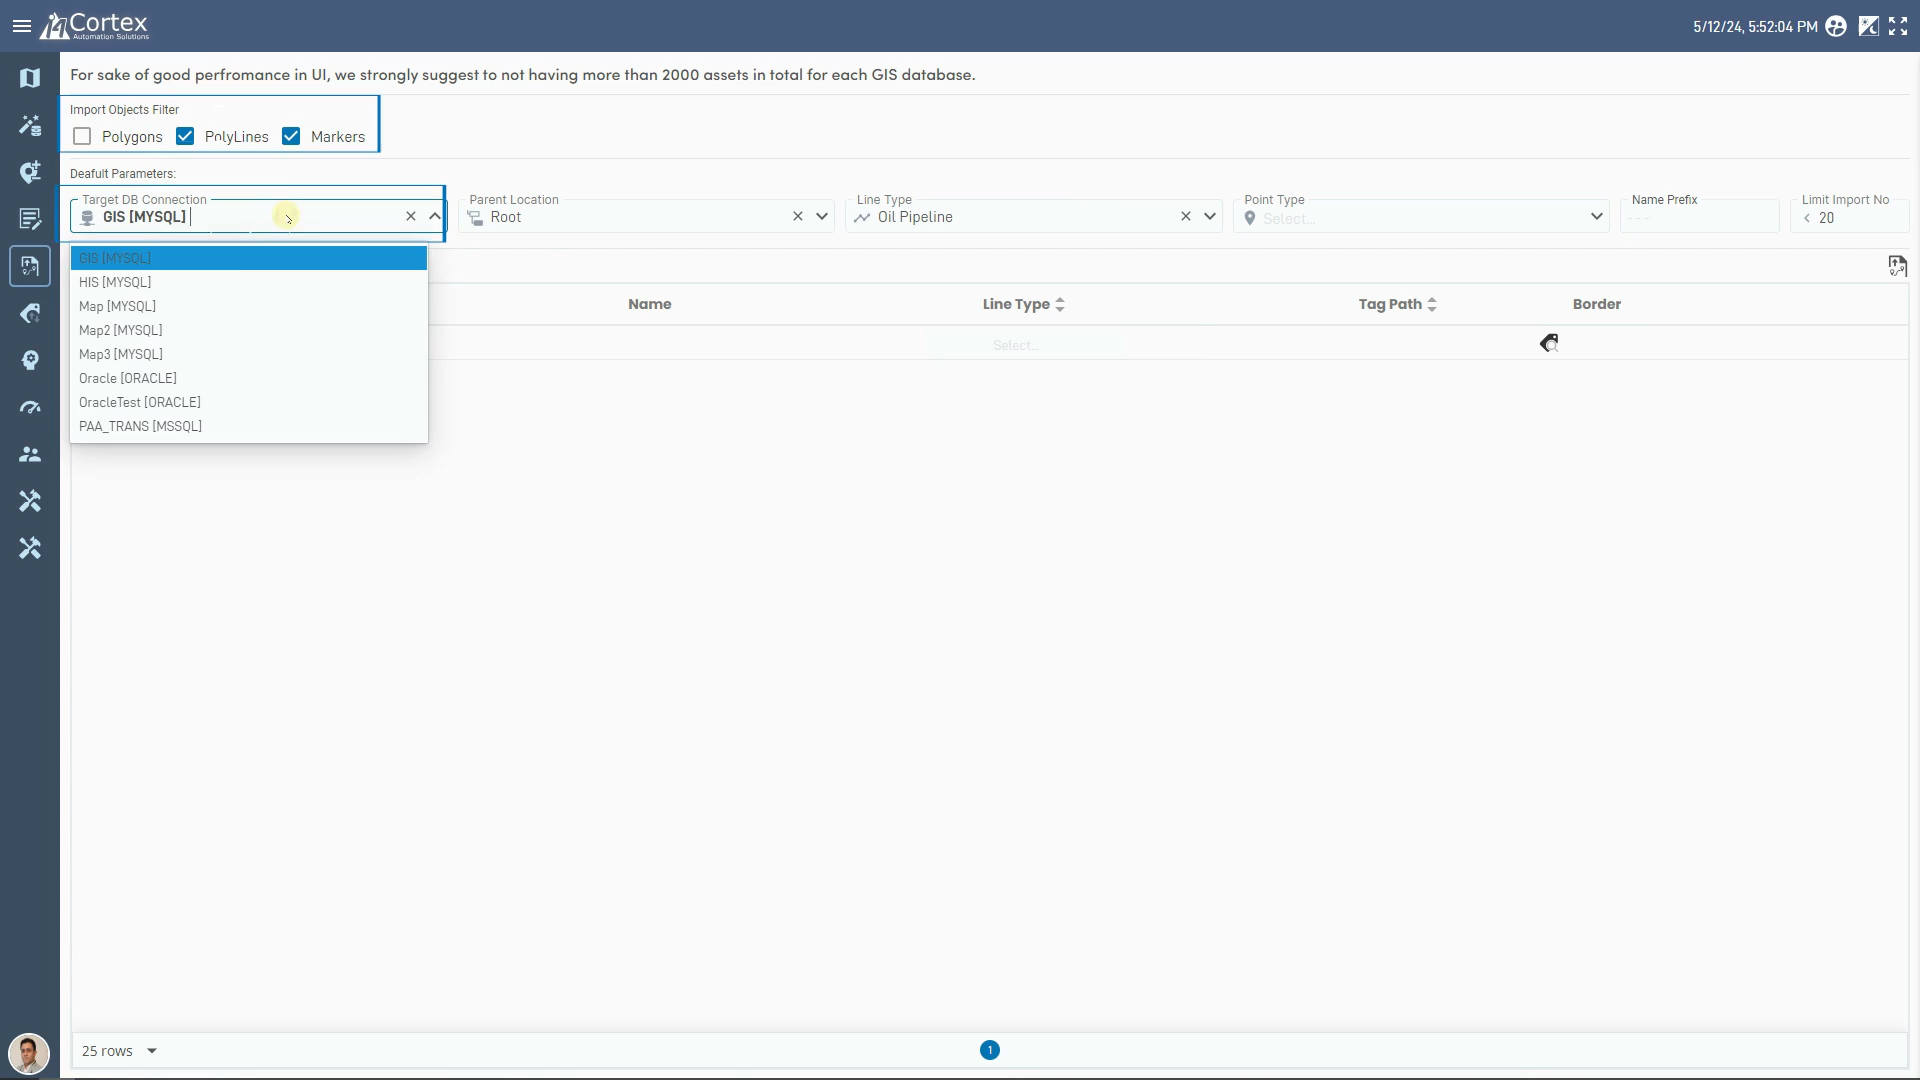 Cortex
Automation Solutions
5/12/24, 5:52:04 PM
For sake of good perfromance in UI, we strongly suggest to not having more than 2000 assets in total for each GIS database.
Import Objects Filter
Polygons PolyLines Markers
Deafult Parameters:
Target DB Connection Parent Location Line Type Point Type Name Prefix Limit Import No
GIS [MYSQL] Root Oil Pipeline Select... --- < 20
GIS [MYSQL]
HIS [MYSQL]
Map [MYSQL]
Map2 [MYSQL]
Map3 [MYSQL]
Oracle [ORACLE]
OracleTest [ORACLE]
PAA_TRANS [MSSQL]
Name Line Type Tag Path Border
Select...
25 rows 1